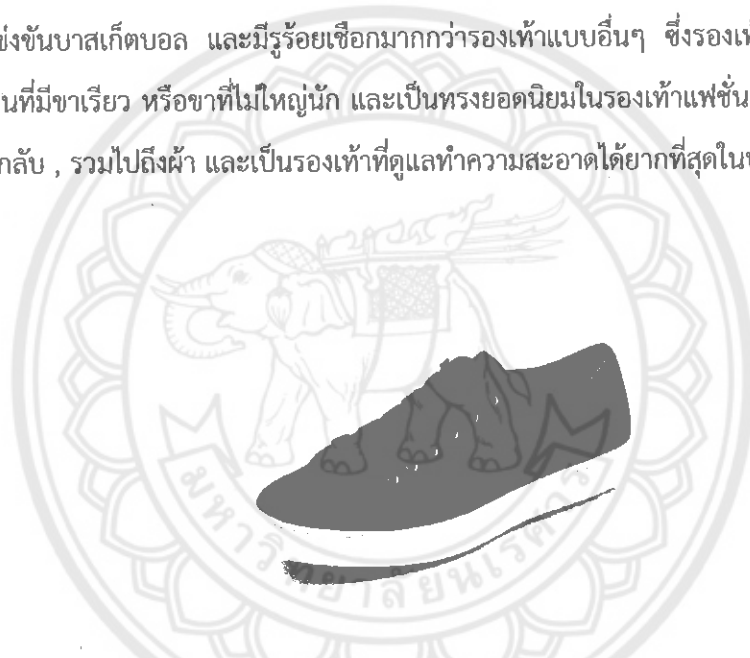 ข่งขันบาสเก็ตบอล และมีรูร้อยเชือกมากกว่ารองเท้าแบบอื่นๆ ซึ่งรองเท้
นที่มีขาเรียว หรือขาที่ไม่ใหญ่นัก และเป็นทรงยอดนิยมในรองเท้าแฟชั่น
กลับ , รวมไปถึงผ้า และเป็นรองเท้าที่ดูแลทำความสะอาดได้ยากที่สุดใน
มหาวิทยาลัยนเรศวร